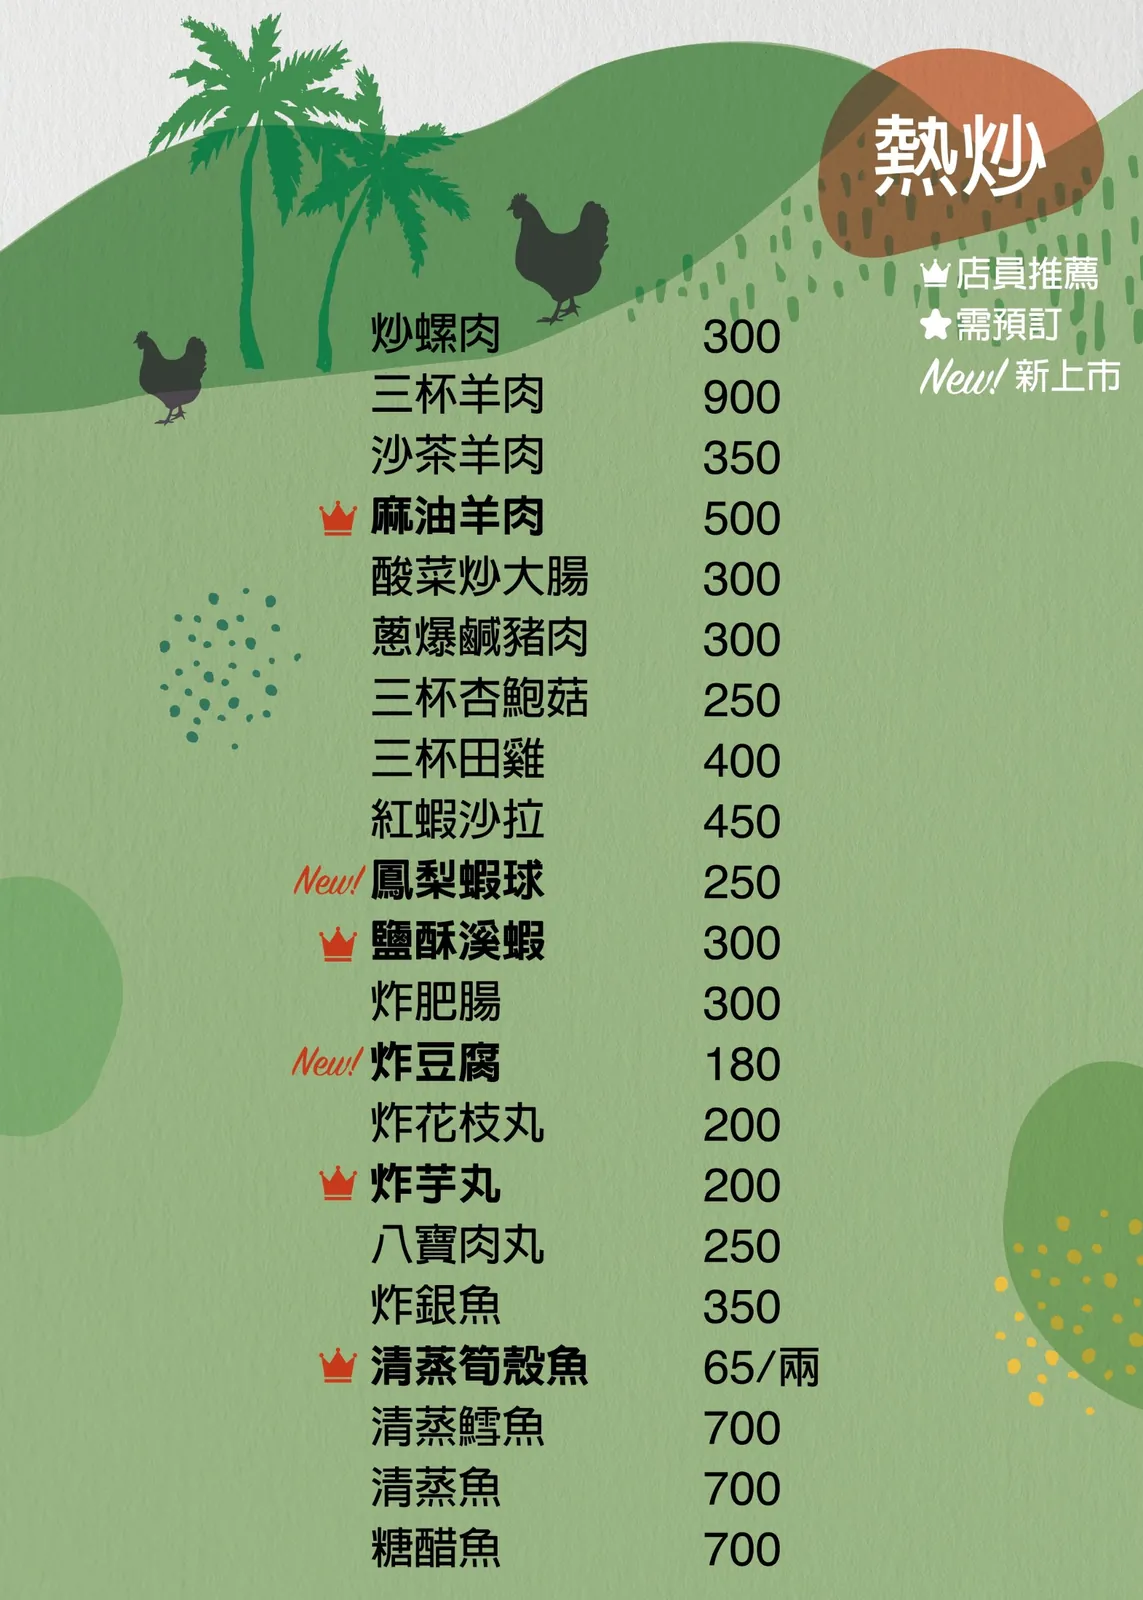 熱炒
店員推薦
需預訂
New! 新上市
炒螺肉 300
三杯羊肉 900
沙茶羊肉 350
麻油羊肉 500
酸菜炒大腸 300
蔥爆鹹豬肉 300
三杯杏鮑菇 250
三杯田雞 400
紅蝦沙拉 450
New! 鳳梨蝦球 250
鹽酥溪蝦 300
炸肥腸 300
New! 炸豆腐 180
炸花枝丸 200
炸芋丸 200
八寶肉丸 250
炸銀魚 350
清蒸筍殼魚 65/兩
清蒸鱈魚 700
清蒸魚 700
糖醋魚 700